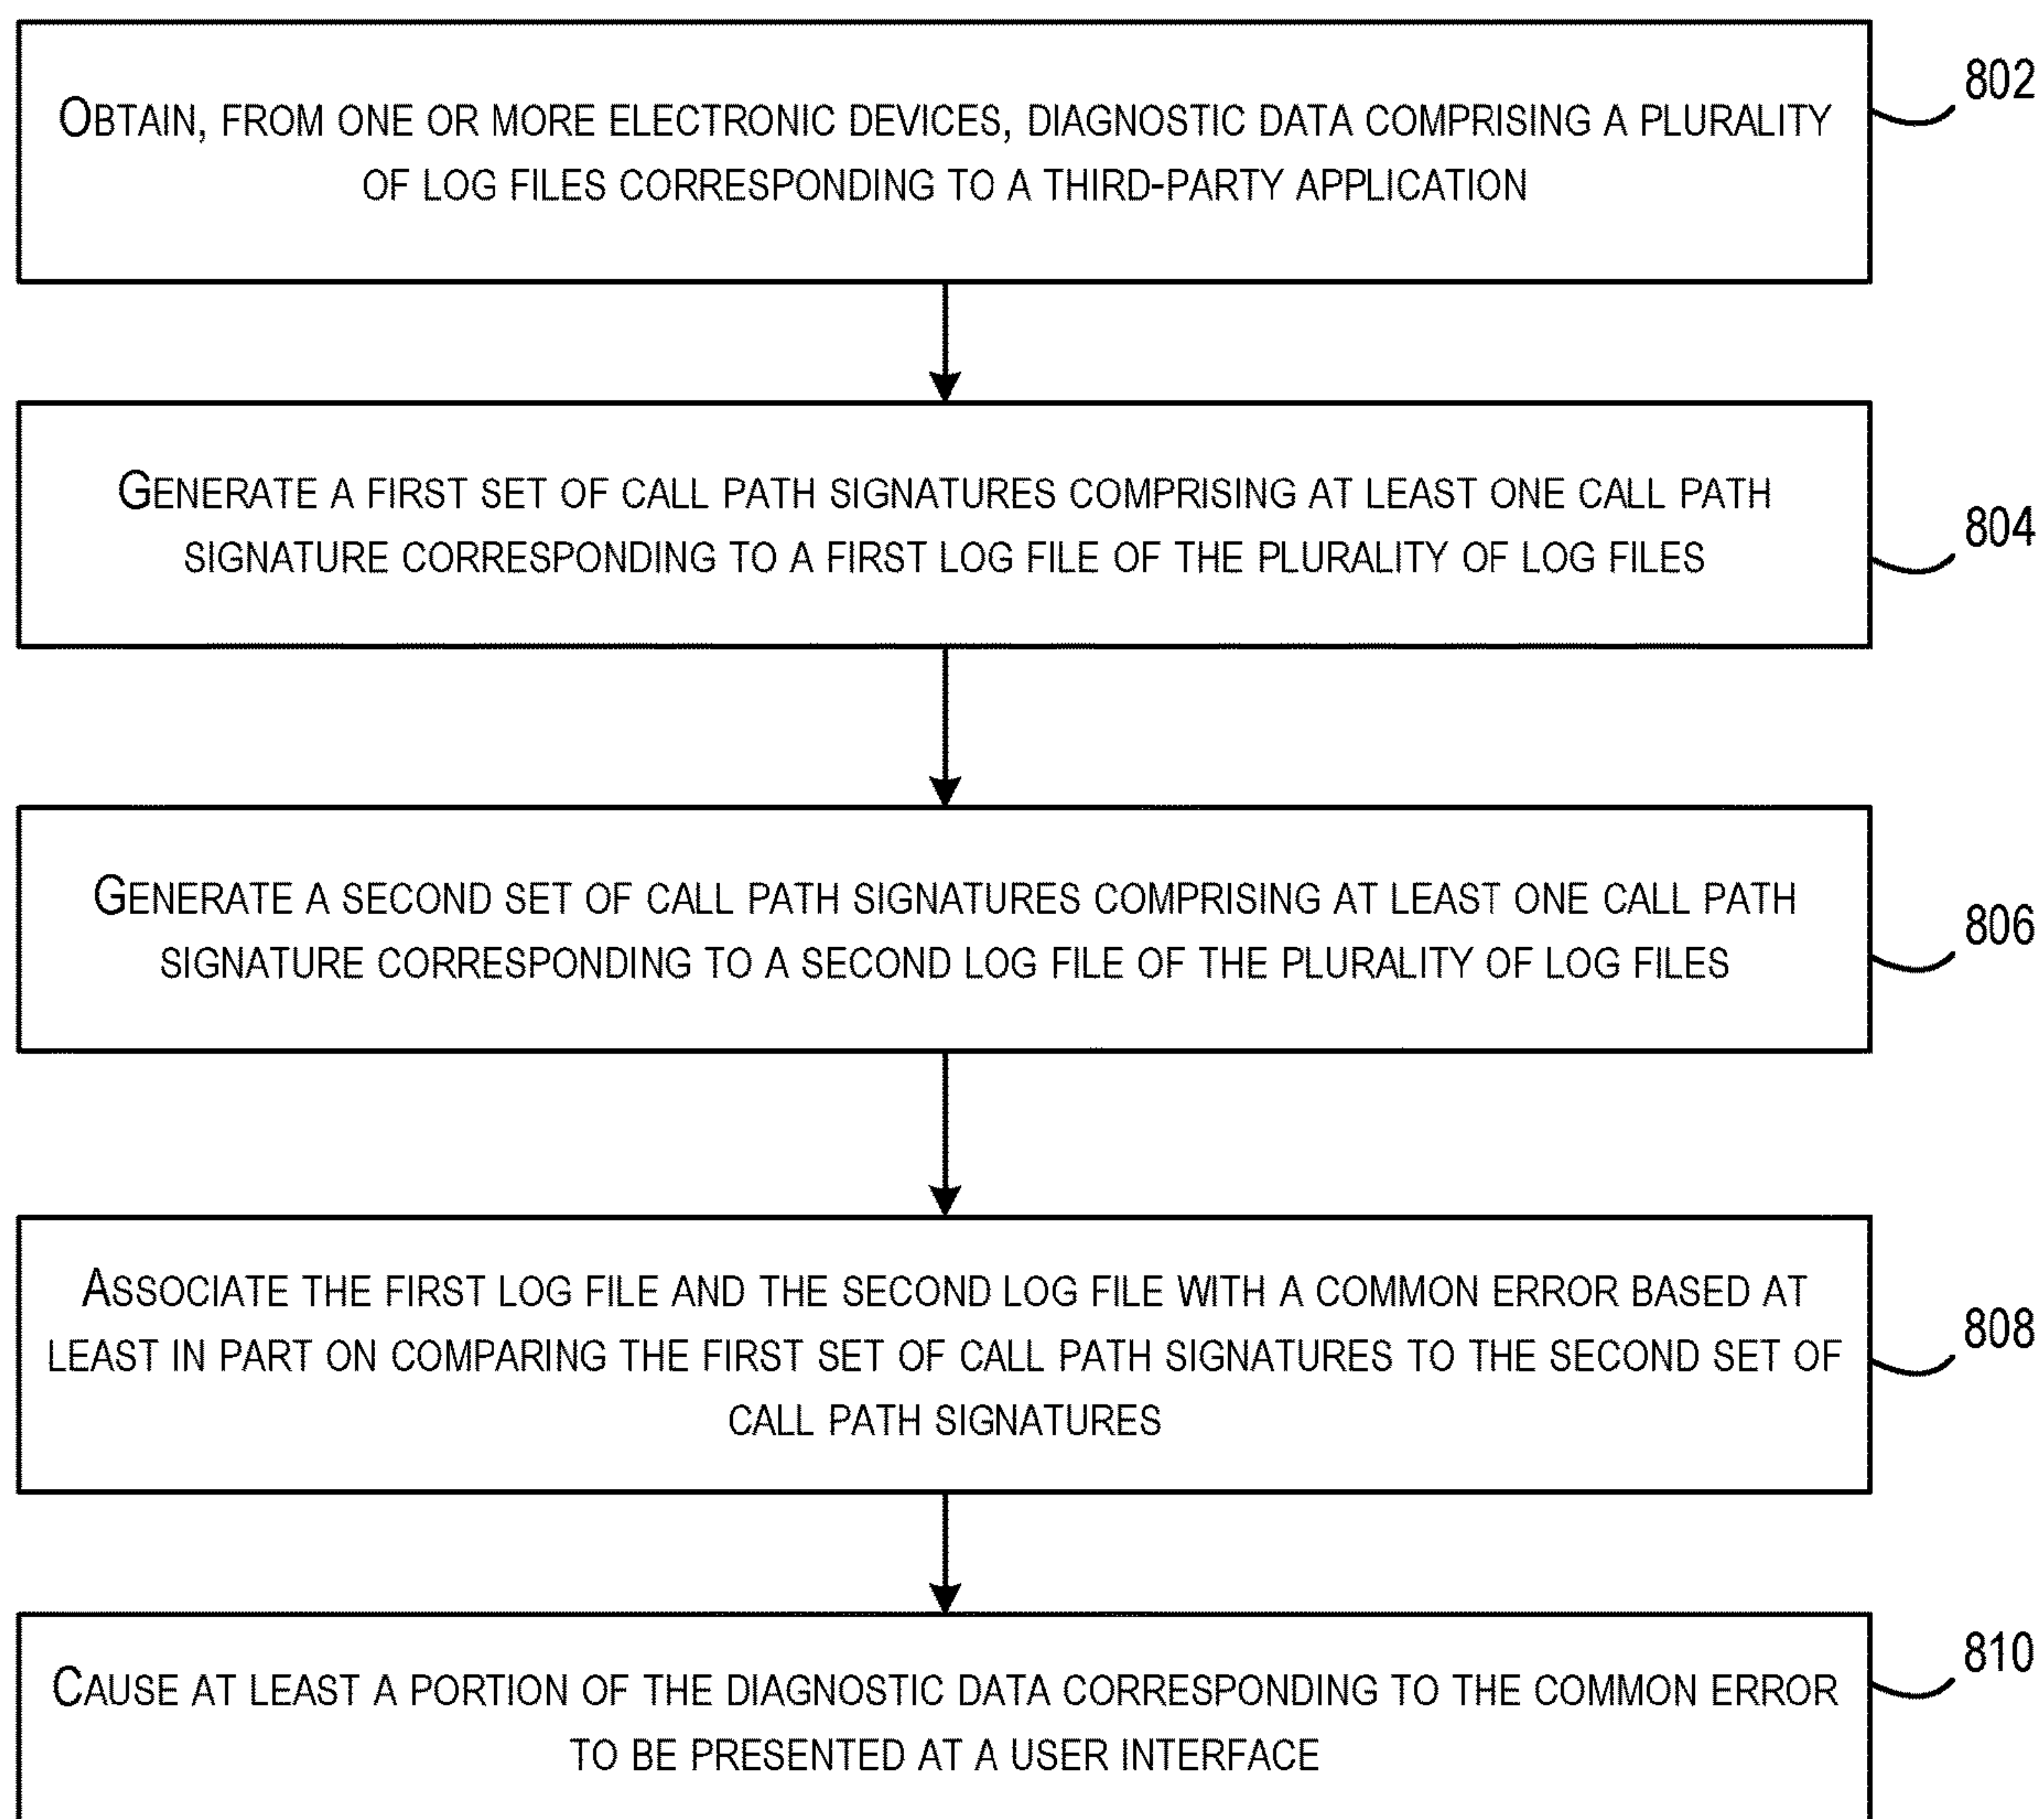 OBTAIN, FROM ONE OR MORE ELECTRONIC DEVICES, DIAGNOSTIC DATA COMPRISING A PLURALITY
OF LOG FILES CORRESPONDING TO A THIRD-PARTY APPLICATION
802
GENERATE A FIRST SET OF CALL PATH SIGNATURES COMPRISING AT LEAST ONE CALL PATH
SIGNATURE CORRESPONDING TO A FIRST LOG FILE OF THE PLURALITY OF LOG FILES
804
GENERATE A SECOND SET OF CALL PATH SIGNATURES COMPRISING AT LEAST ONE CALL PATH
SIGNATURE CORRESPONDING TO A SECOND LOG FILE OF THE PLURALITY OF LOG FILES
806
ASSOCIATE THE FIRST LOG FILE AND THE SECOND LOG FILE WITH A COMMON ERROR BASED AT
LEAST IN PART ON COMPARING THE FIRST SET OF CALL PATH SIGNATURES TO THE SECOND SET OF
CALL PATH SIGNATURES
808
CAUSE AT LEAST A PORTION OF THE DIAGNOSTIC DATA CORRESPONDING TO THE COMMON ERROR
TO BE PRESENTED AT A USER INTERFACE
810